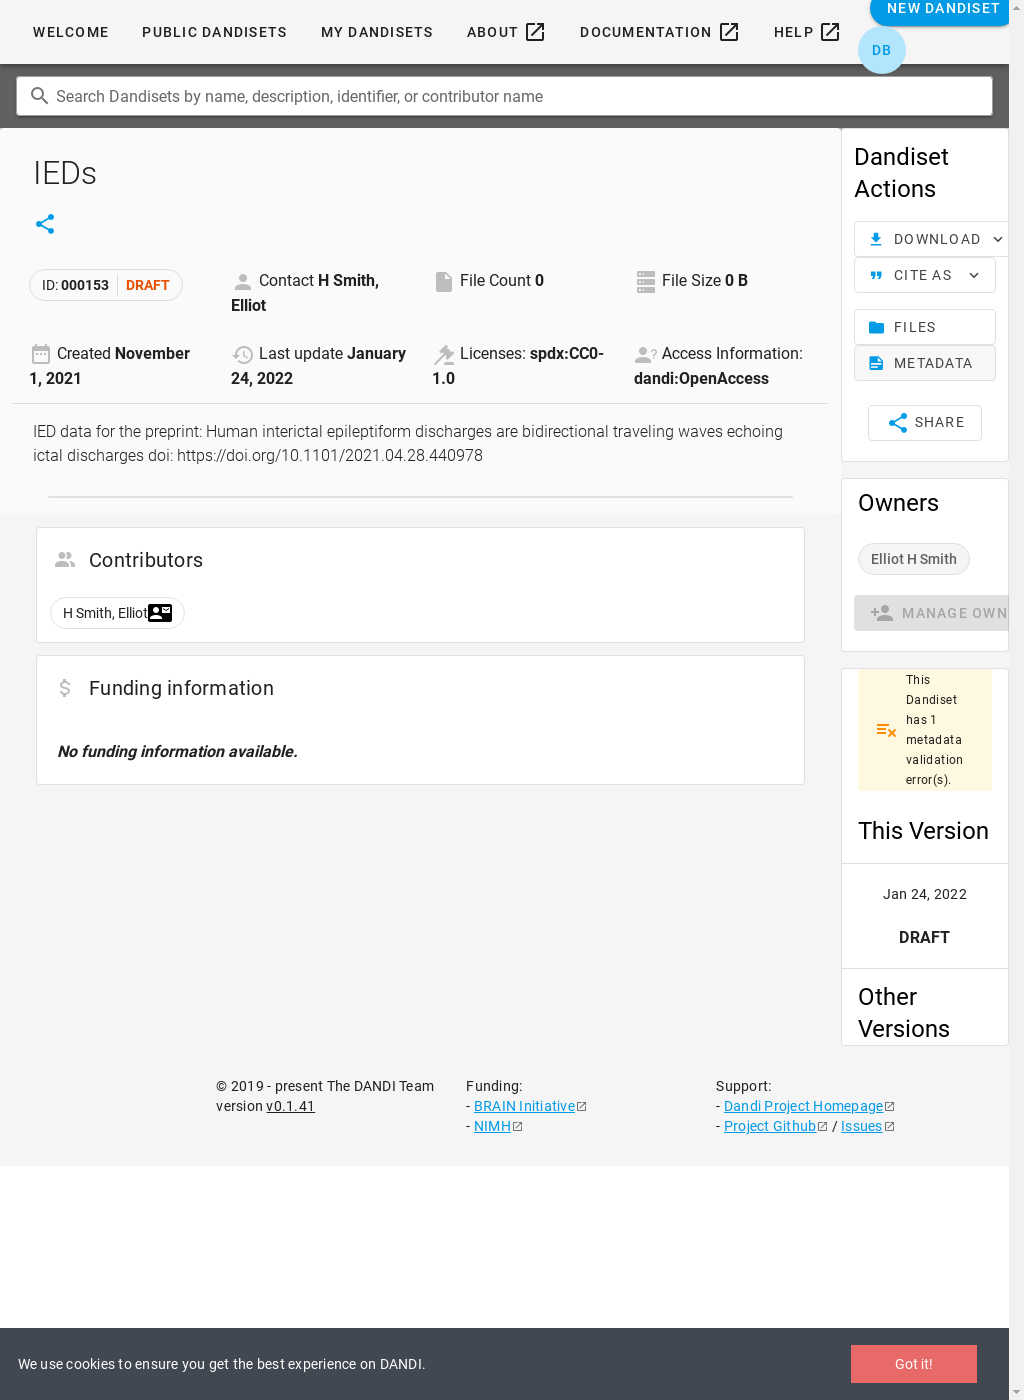 WELCOME
PUBLIC DANDISETS
MY DANDISETS
ABOUT
DOCUMENTATION
HELP
NEW DANDISET
DB
Search Dandisets by name, description, identifier, or contributor name
IEDs
ID: 000153 DRAFT
Contact H Smith,
Elliot
File Count 0
File Size 0 B
Created November
1, 2021
Last update January
24, 2022
Licenses: spdx:CC0-
1.0
Access Information:
dandi:OpenAccess
IED data for the preprint: Human interictal epileptiform discharges are bidirectional traveling waves echoing
ictal discharges doi: https://doi.org/10.1101/2021.04.28.440978
Contributors
H Smith, Elliot
Funding information
No funding information available.
Dandiset
Actions
DOWNLOAD
CITE AS
FILES
METADATA
SHARE
Owners
Elliot H Smith
MANAGE OWN
This
Dandiset
has 1
metadata
validation
error(s).
This Version
Jan 24, 2022
DRAFT
Other
Versions
© 2019 - present The DANDI Team
version v0.1.41
Funding:
- BRAIN Initiative
- NIMH
Support:
- Dandi Project Homepage
- Project Github / Issues
We use cookies to ensure you get the best experience on DANDI.
Got it!